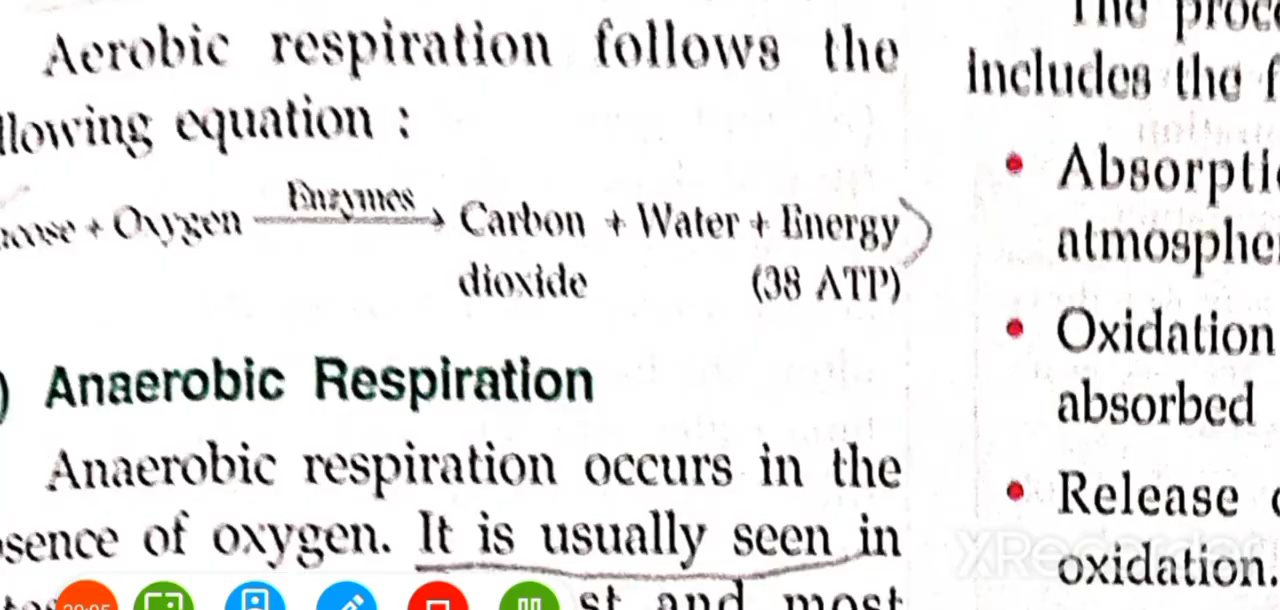 Aerobic respiration follows the
llowing equation :
Enzymes
+ Oxygen → Carbon + Water + Energy
dioxide (38 ATP)
) Anaerobic Respiration
Anaerobic respiration occurs in the
sence of oxygen. It is usually seen in
st and most
The proc
includes the f
• Absorpti
atmosphe
• Oxidation
absorbed
• Release
oxidation.
XRecorder